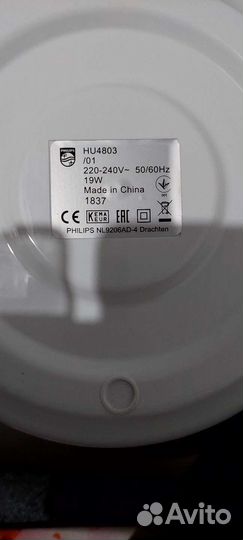 PHILIPS
HU4803
/01
220-240V~ 50/60Hz
19W
Made in China
1837
CE KEMA KEUR EAC
PHILIPS NL9206AD-4 Drachten
Avito